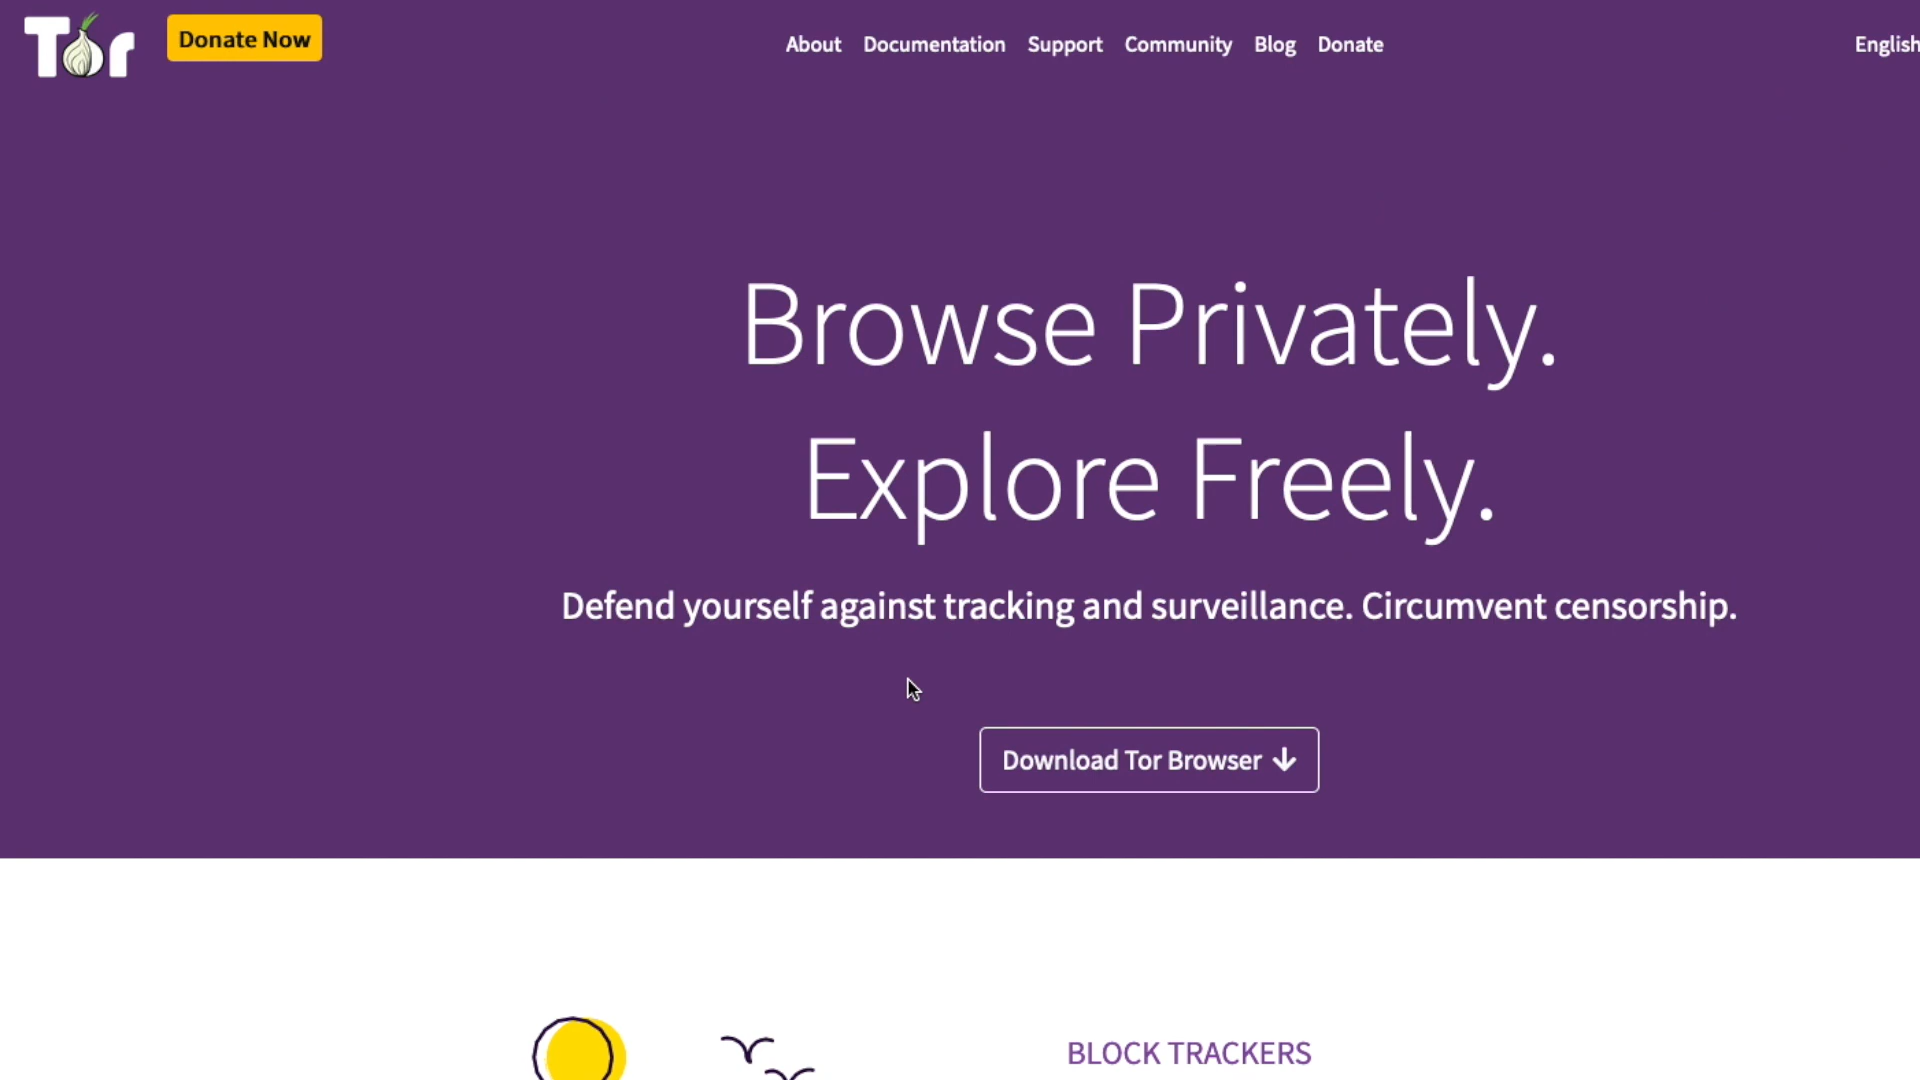 Tor
Donate Now
About Documentation Support Community Blog Donate
English
Browse Privately.
Explore Freely.
Defend yourself against tracking and surveillance. Circumvent censorship.
Download Tor Browser
BLOCK TRACKERS